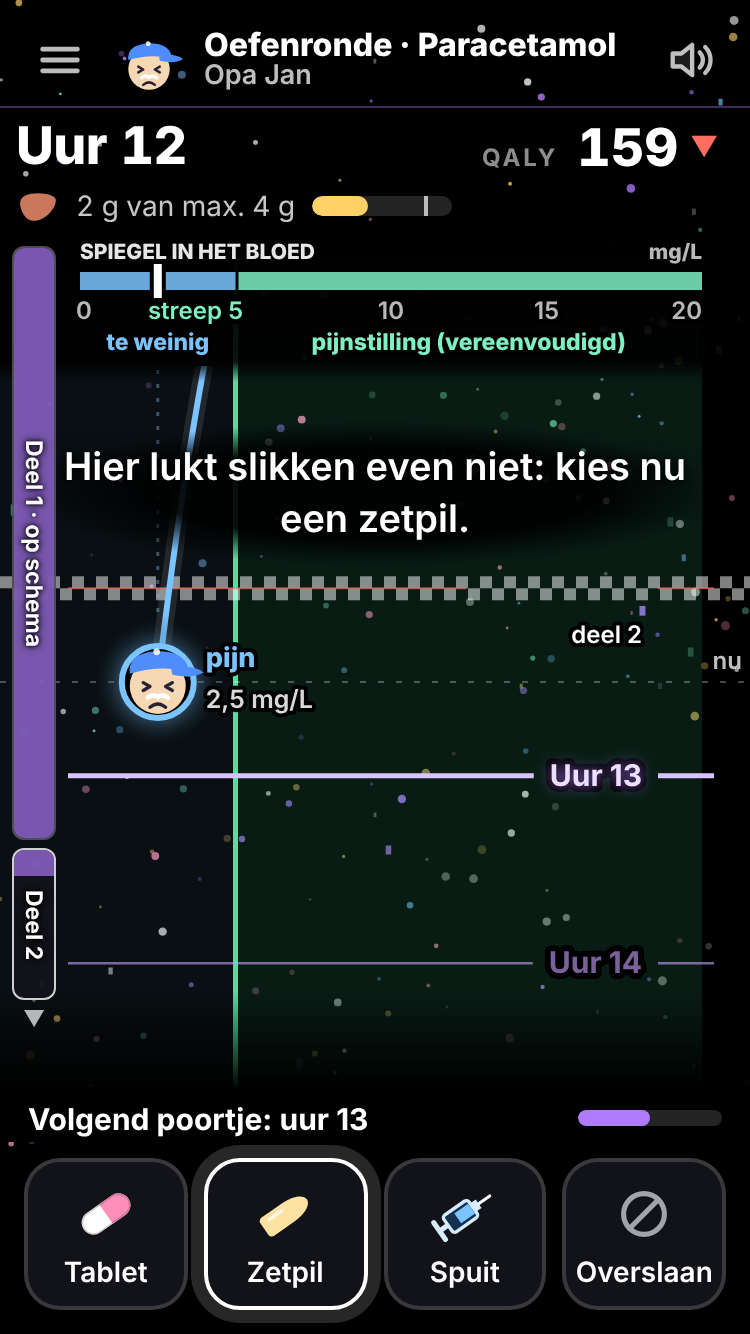 Oefenronde · Paracetamol
Opa Jan
Uur 12
QALY 159
2 g van max. 4 g
SPIEGEL IN HET BLOED mg/L
0 streep 5 10 15 20
te weinig pijnstilling (vereenvoudigd)
Deel 1 · op schema
Hier lukt slikken even niet: kies nu
een zetpil.
deel 2
pijn
nu
2,5 mg/L
Uur 13
Deel 2
Uur 14
Volgend poortje: uur 13
Tablet
Zetpil
Spuit
Overslaan